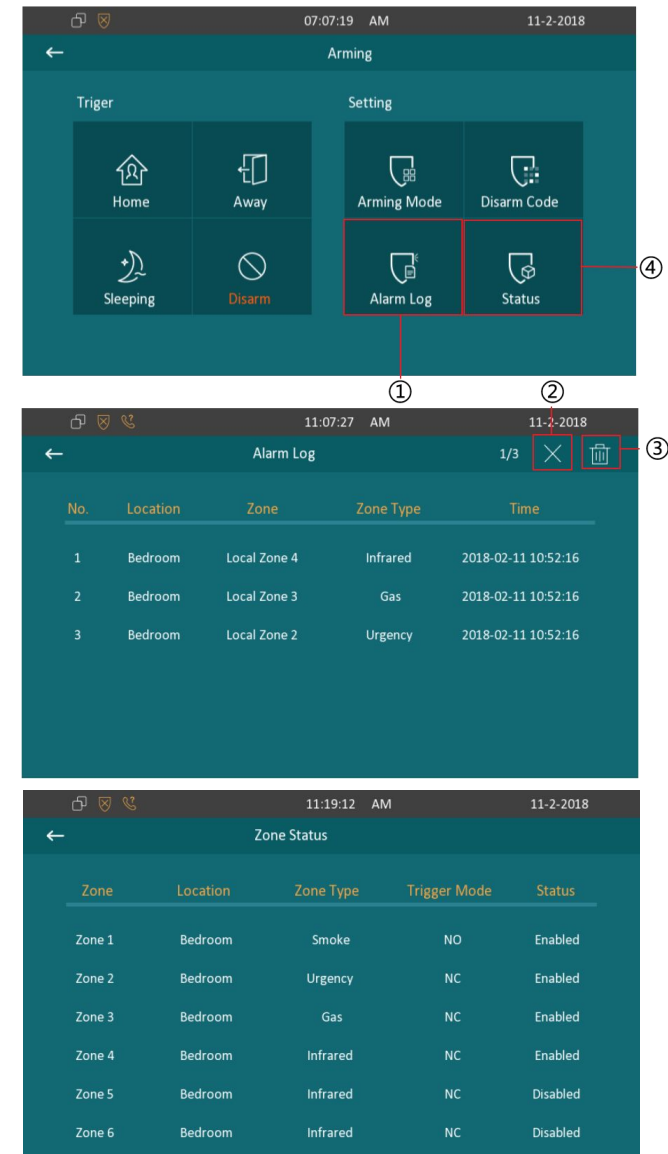 07:07:19 AM 11-2-2018
Arming
Triger Setting
Home Away Arming Mode Disarm Code
Sleeping Disarm Alarm Log Status
④
① ②
11:07:27 AM 11-2-2018
Alarm Log 1/3
③
No. Location Zone Zone Type Time
1 Bedroom Local Zone 4 Infrared 2018-02-11 10:52:16
2 Bedroom Local Zone 3 Gas 2018-02-11 10:52:16
3 Bedroom Local Zone 2 Urgency 2018-02-11 10:52:16
11:19:12 AM 11-2-2018
Zone Status
Zone Location Zone Type Trigger Mode Status
Zone 1 Bedroom Smoke NO Enabled
Zone 2 Bedroom Urgency NC Enabled
Zone 3 Bedroom Gas NC Enabled
Zone 4 Bedroom Infrared NC Enabled
Zone 5 Bedroom Infrared NC Disabled
Zone 6 Bedroom Infrared NC Disabled